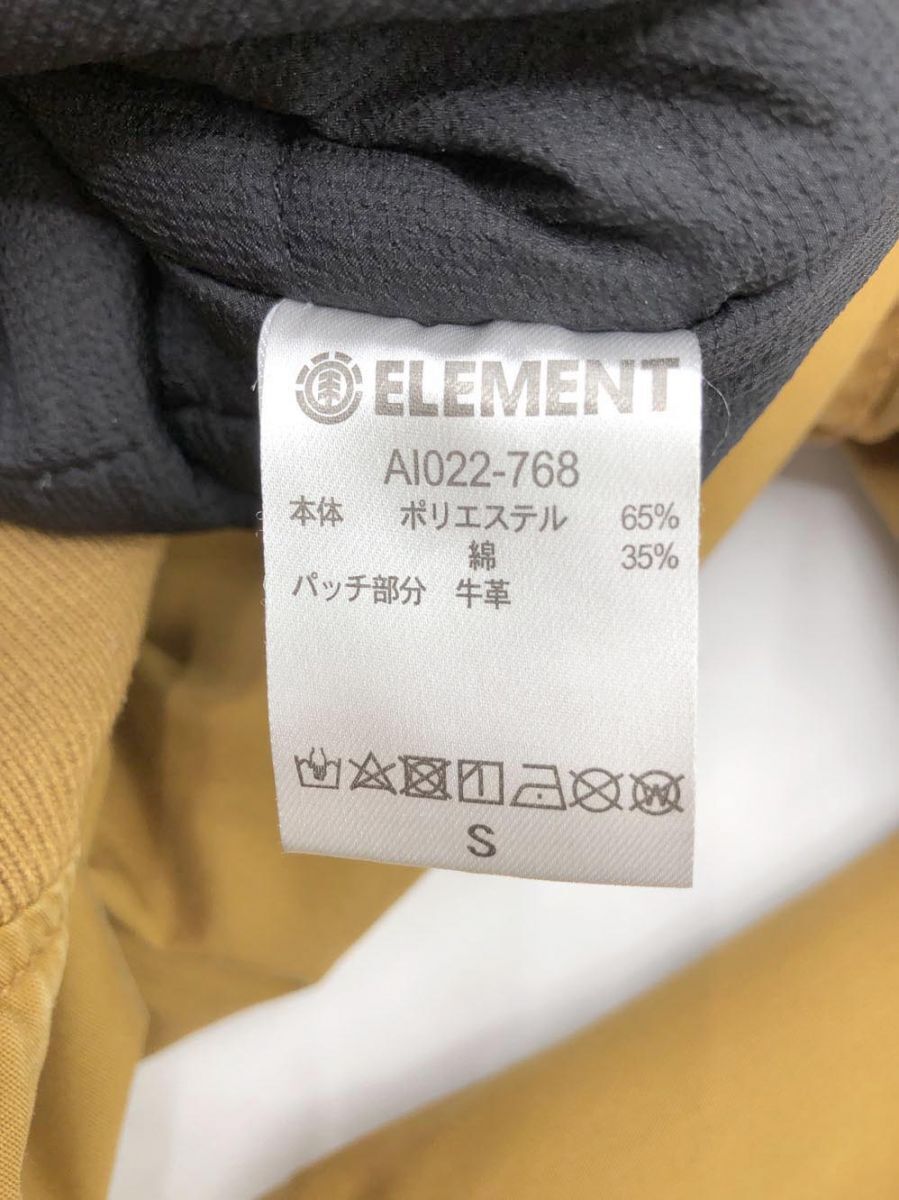 ELEMENT
AI022-768
本体 ポリエステル 65%
綿 35%
パッチ部分 牛革
W
S